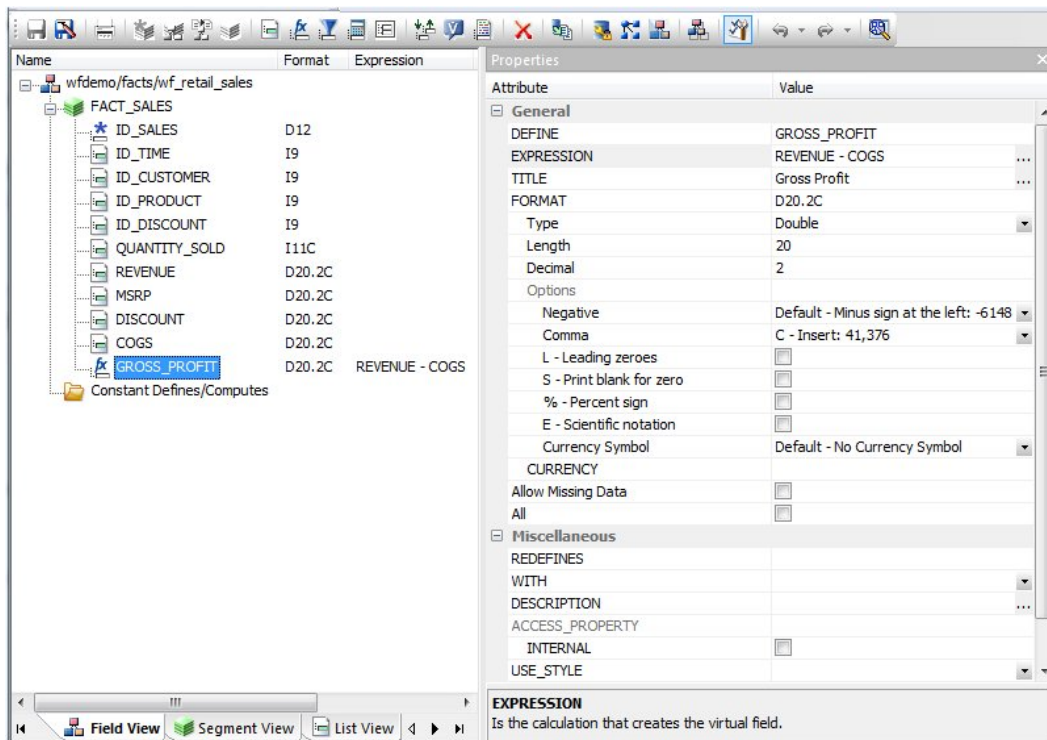 Name Format Expression
wfdemo/facts/wf_retail_sales
FACT_SALES
ID_SALES D12
ID_TIME I9
ID_CUSTOMER I9
ID_PRODUCT I9
ID_DISCOUNT I9
QUANTITY_SOLD I11C
REVENUE D20.2C
MSRP D20.2C
DISCOUNT D20.2C
COGS D20.2C
fx GROSS_PROFIT D20.2C REVENUE - COGS
Constant Defines/Computes
Field View Segment View List View
Properties
Attribute Value
General
DEFINE GROSS_PROFIT
EXPRESSION REVENUE - COGS ...
TITLE Gross Profit ...
FORMAT D20.2C
Type Double
Length 20
Decimal 2
Options
Negative Default - Minus sign at the left: -6148
Comma C - Insert: 41,376
L - Leading zeroes
S - Print blank for zero
% - Percent sign
E - Scientific notation
Currency Symbol Default - No Currency Symbol
CURRENCY
Allow Missing Data
All
Miscellaneous
REDEFINES
WITH
DESCRIPTION ...
ACCESS_PROPERTY
INTERNAL
USE_STYLE
EXPRESSION
Is the calculation that creates the virtual field.